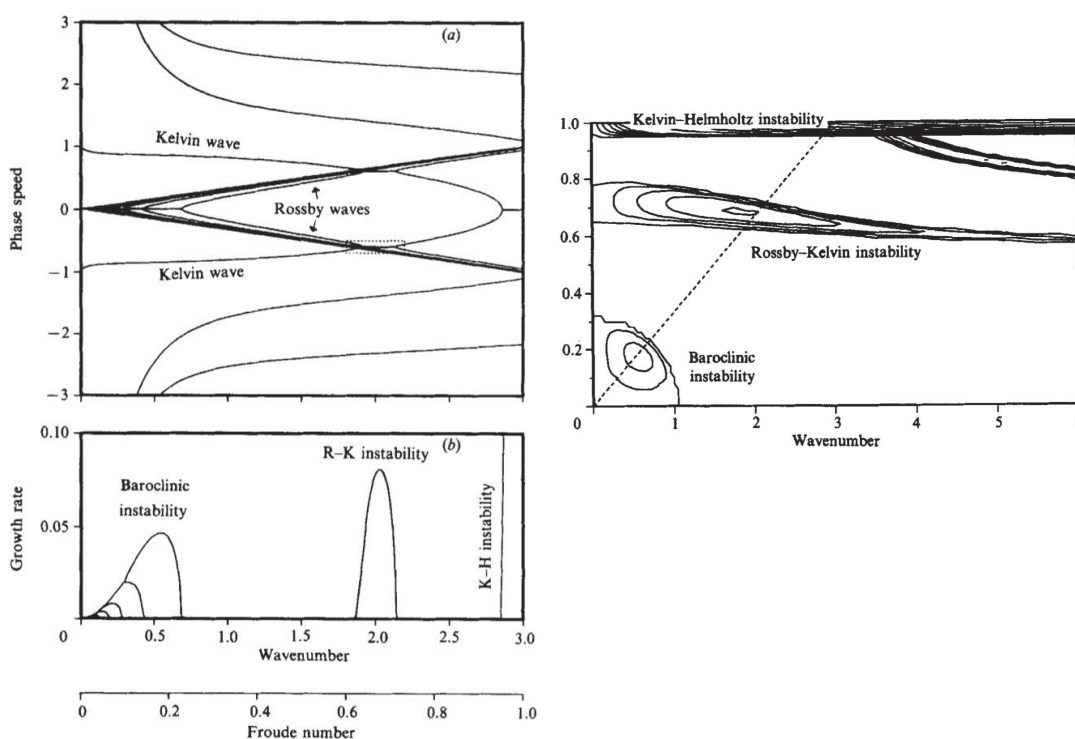 3
(a)
2
Kelvin wave
1
Phase speed
0
Rossby waves
−1
Kelvin wave
−2
−3
0.10
(b)
R–K instability
Baroclinic
instability
Growth rate
0.05
K–H instability
0
0 0.5 1.0 1.5 2.0 2.5 3.0
Wavenumber
0 0.2 0.4 0.6 0.8 1.0
Froude number
Kelvin–Helmholtz instability
1.0
0.8
0.6
Rossby–Kelvin instability
0.4
Baroclinic
instability
0.2
0
0 1 2 3 4 5
Wavenumber